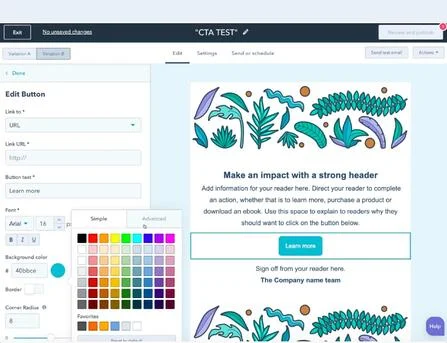 Exit
No unsaved changes
"CTA TEST"
Review and publish
1
Variation A
Variation B
Edit
Settings
Send or schedule
Send test email
Actions
Done
Edit Button
Link to *
URL
Link URL *
http://
Button text *
Learn more
Font *
Arial
16
B I U
Background color
# 40bbce
Border
Corner Radius
8
0
Simple
Advanced
Favorites
Make an impact with a strong header
Add information for your reader here. Direct your reader to complete
an action, whether that is to learn more, purchase a product or
download an ebook. Use this space to explain to readers why they
should want to click on the button below.
Learn more
Sign off from your reader here.
The Company name team
Help